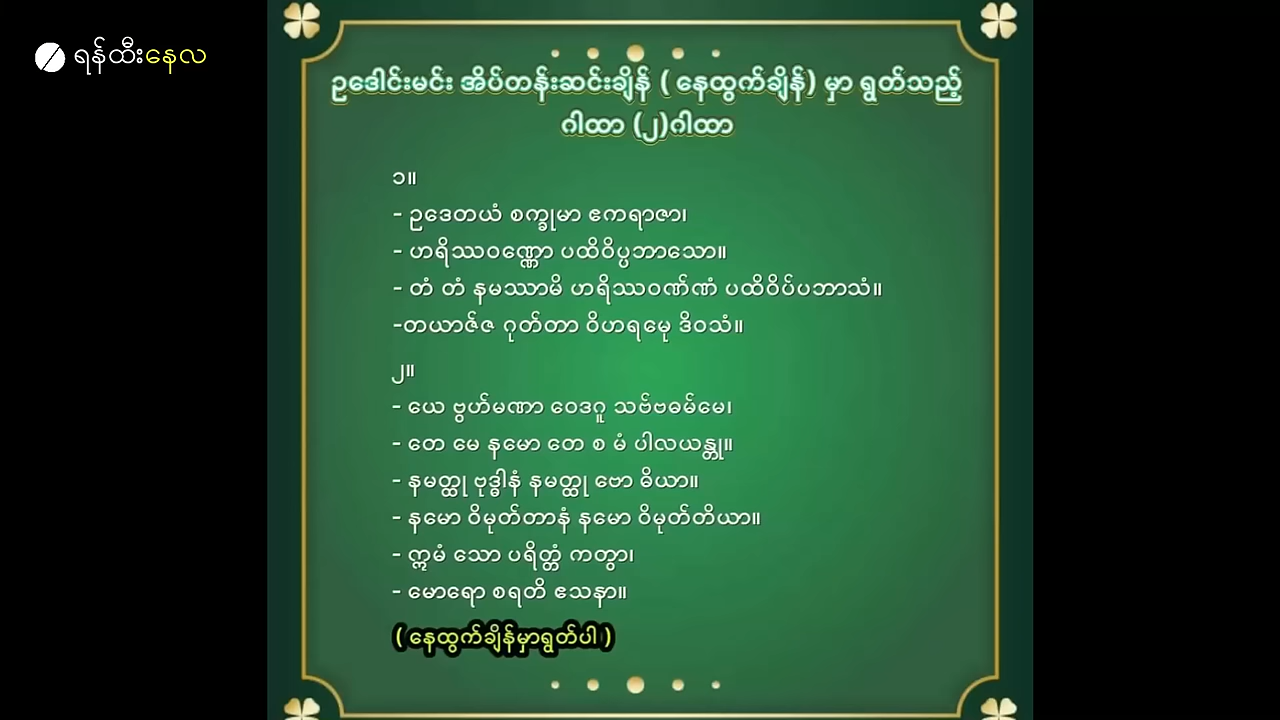 ရန်ထီးနေလ
ဥဒေါင်းမင်း အိပ်တန်းဆင်းချိန် ( နေထွက်ချိန်) မှာ ရွတ်သည့်
ဂါထာ (၂)ဂါထာ
၁။
- ဥဒေတယံ စက္ခုမာ ဧကရာဇာ၊
- ဟရိဿဝဏ္ဏော ပထိဝိပ္ပဘာသော။
- တံ တံ နမဿာမိ ဟရိဿဝဏ်ဏံ ပထိဝိပ်ပဘာသံ။
-တယာဇ်ဇ ဂုတ်တာ ဝိဟရမေု ဒိဝသံ။
၂။
- ယေ ဗြဟ်မဏာ ဝေဒဂူ သဗ်ဗဓမ်မေ၊
- တေ မေ နမော တေ စ မံ ပါလယန္တု။
- နမတ္ထု ဗုဒ္ဓါနံ နမတ္ထု ဗော ဓိယာ။
- နမော ဝိမုတ်တာနံ နမော ဝိမုတ်တိယာ။
- ဣမံ သော ပရိတ္တံ ကတွာ၊
- မောရော စရတိ ဧသနာ။
( နေထွက်ချိန်မှာရွတ်ပါ )